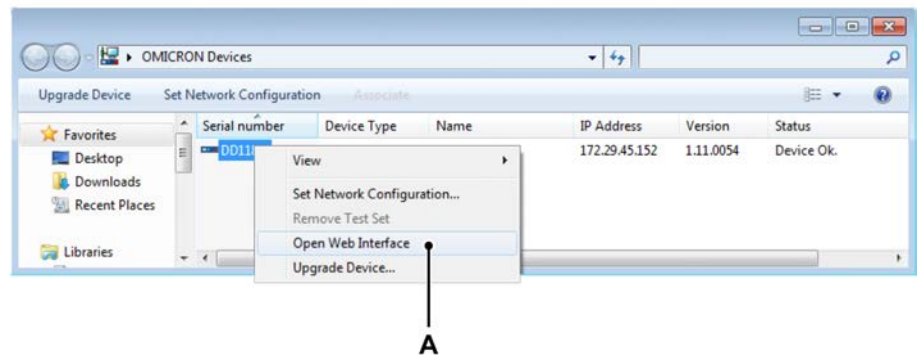 OMICRON Devices
Upgrade Device Set Network Configuration Associate
Favorites
Desktop
Downloads
Recent Places
Libraries
Serial number Device Type Name IP Address Version Status
172.29.45.152 1.11.0054 Device Ok.
View
Set Network Configuration...
Remove Test Set
Open Web Interface
Upgrade Device...
A